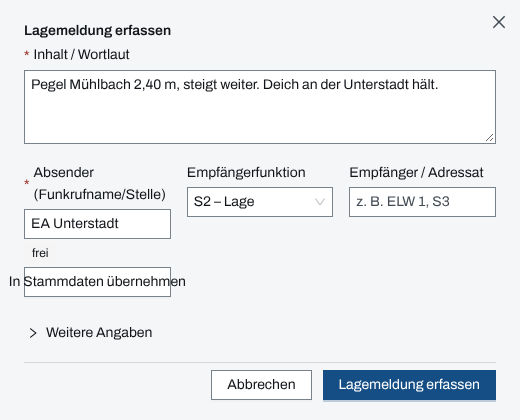 Lagemeldung erfassen
* Inhalt / Wortlaut
Pegel Mühlbach 2,40 m, steigt weiter. Deich an der Unterstadt hält.
* Absender (Funkrufname/Stelle)
Empfängerfunktion
Empfänger / Adressat
EA Unterstadt
S2 – Lage
z. B. ELW 1, S3
frei
In Stammdaten übernehmen
Weitere Angaben
Abbrechen
Lagemeldung erfassen